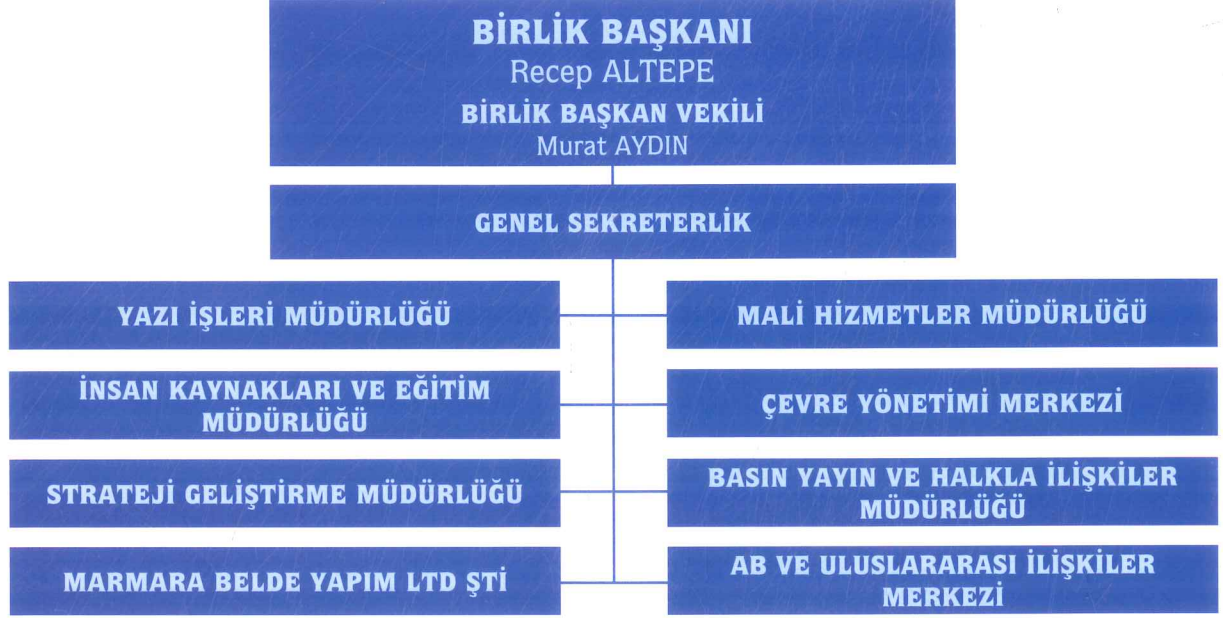 BİRLİK BAŞKANI
Recep ALTEPE
BİRLİK BAŞKAN VEKİLİ
Murat AYDIN
GENEL SEKRETERLİK
YAZI İŞLERİ MÜDÜRLÜĞÜ
MALİ HİZMETLER MÜDÜRLÜĞÜ
İNSAN KAYNAKLARI VE EĞİTİM
MÜDÜRLÜĞÜ
ÇEVRE YÖNETİMİ MERKEZİ
STRATEJİ GELİŞTİRME MÜDÜRLÜĞÜ
BASIN YAYIN VE HALKLA İLİŞKİLER
MÜDÜRLÜĞÜ
MARMARA BELDE YAPIM LTD ŞTİ
AB VE ULUSLARARASI İLİŞKİLER
MERKEZİ